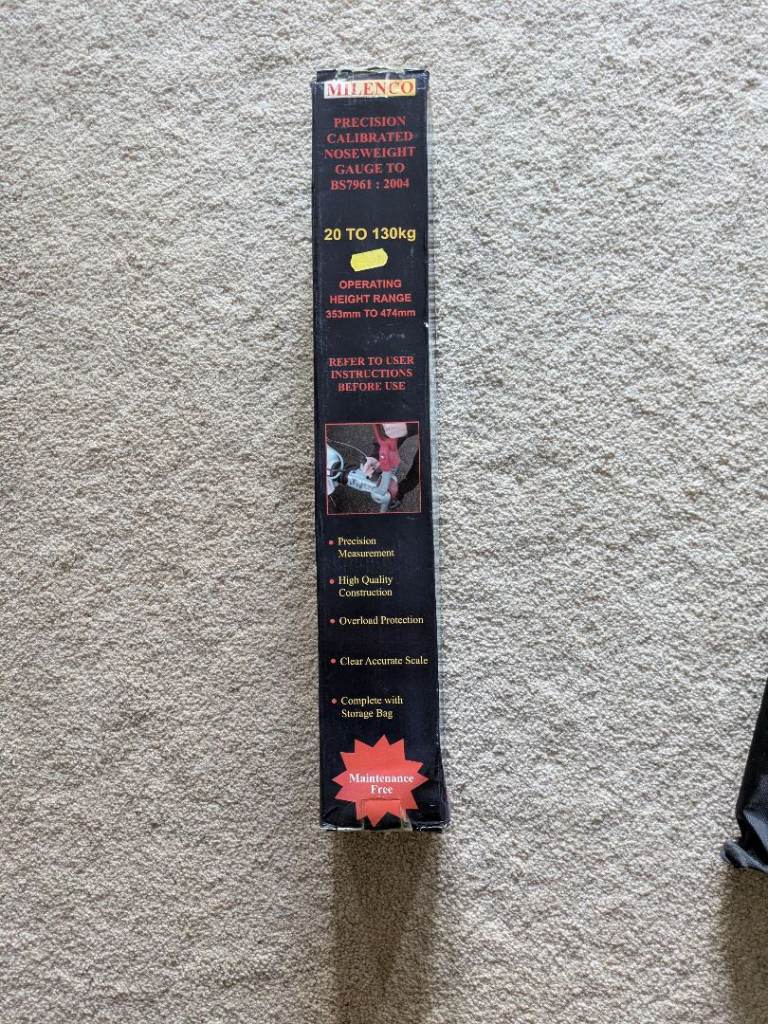 MILENCO
PRECISION
CALIBRATED
NOSEWEIGHT
GAUGE TO
BS7961 : 2004
20 TO 130kg
OPERATING
HEIGHT RANGE
353mm TO 474mm
REFER TO USER
INSTRUCTIONS
BEFORE USE
• Precision
Measurement
• High Quality
Construction
• Overload Protection
• Clear Accurate Scale
• Complete with
Storage Bag
Maintenance
Free